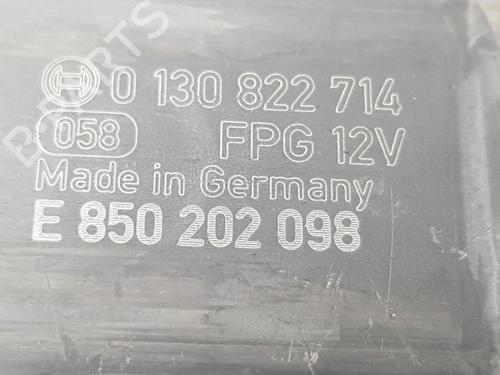 0 130 822 714
058 FPG 12V
Made in Germany
E 850 202 098